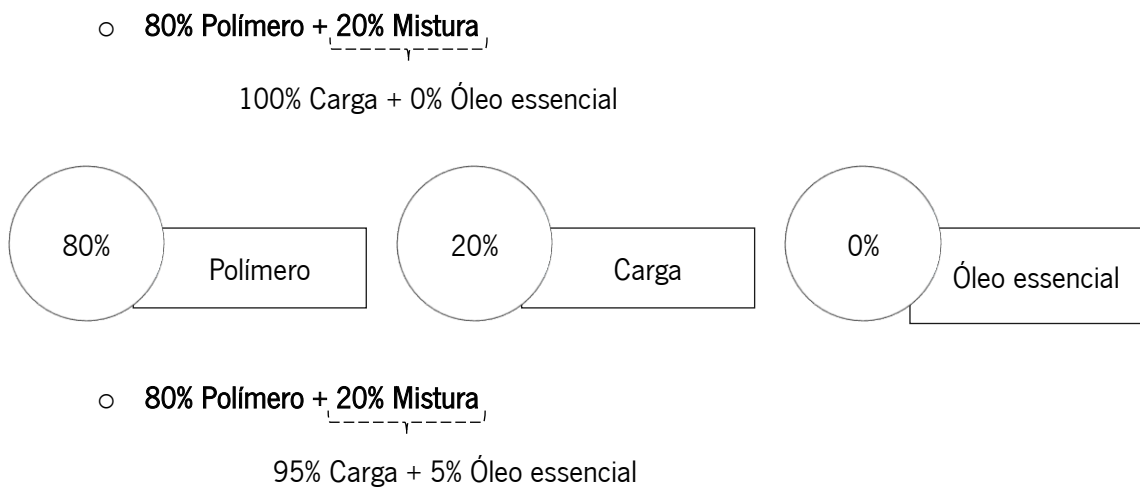 ○ 80% Polímero + 20% Mistura
100% Carga + 0% Óleo essencial
80% Polímero 20% Carga 0% Óleo essencial
○ 80% Polímero + 20% Mistura
95% Carga + 5% Óleo essencial